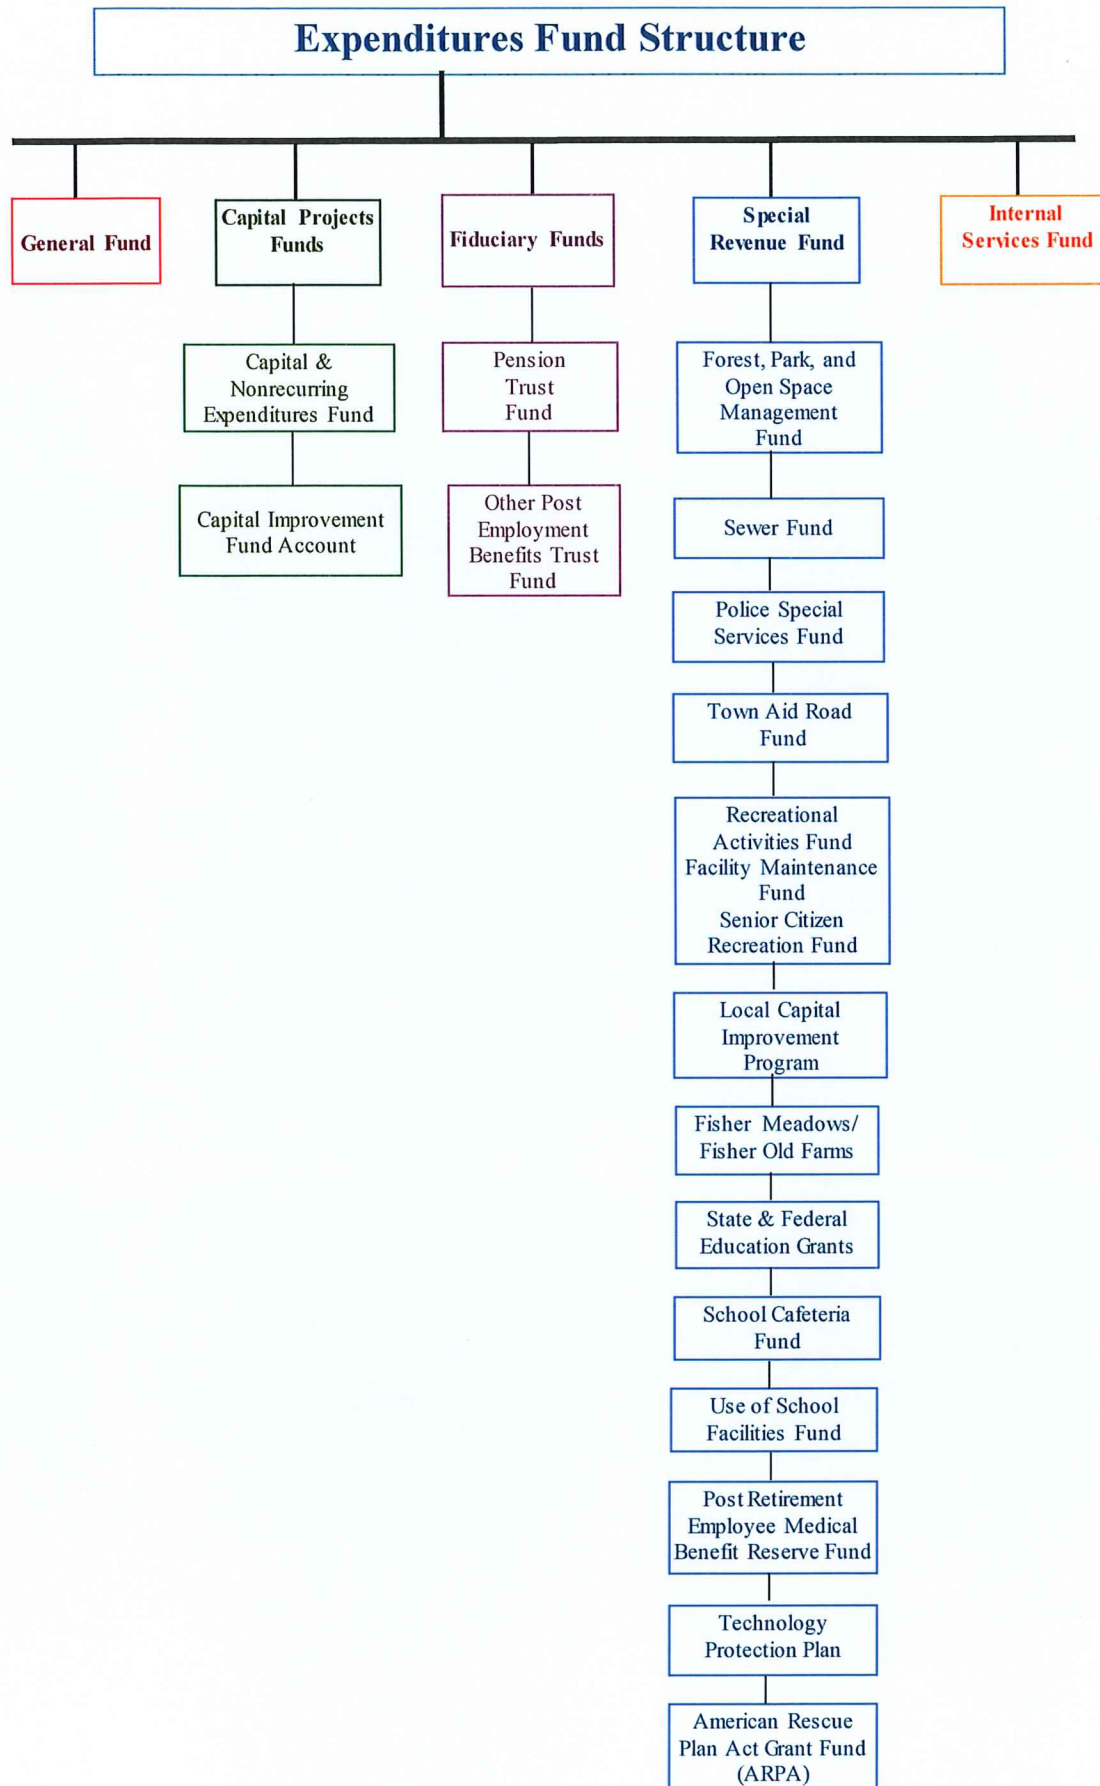 Expenditures Fund Structure
General Fund
Capital Projects
Funds
Fiduciary Funds
Special
Revenue Fund
Internal
Services Fund
Capital &
Nonrecurring
Expenditures Fund
Capital Improvement
Fund Account
Pension
Trust
Fund
Other Post
Employment
Benefits Trust
Fund
Forest, Park, and
Open Space
Management
Fund
Sewer Fund
Police Special
Services Fund
Town Aid Road
Fund
Recreational
Activities Fund
Facility Maintenance
Fund
Senior Citizen
Recreation Fund
Local Capital
Improvement
Program
Fisher Meadows/
Fisher Old Farms
State & Federal
Education Grants
School Cafeteria
Fund
Use of School
Facilities Fund
Post Retirement
Employee Medical
Benefit Reserve Fund
Technology
Protection Plan
American Rescue
Plan Act Grant Fund
(ARPA)